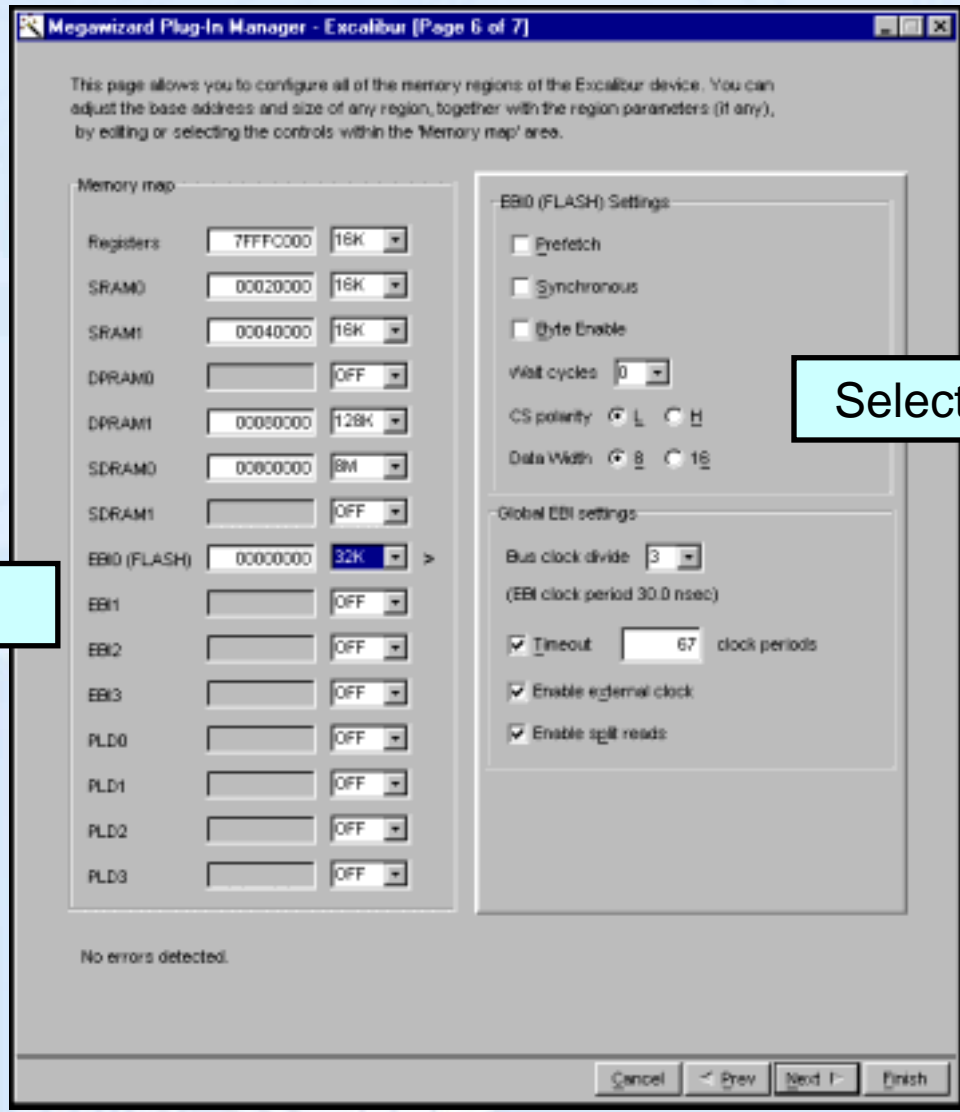 Megawizard Plug-In Manager - Excalibur [Page 6 of 7]
This page allows you to configure all of the memory regions of the Excalibur device. You can
adjust the base address and size of any region, together with the region parameters (if any),
by editing or selecting the controls within the 'Memory map' area.
Memory map
Registers 7FFFC000 16K
SRAM0 00020000 16K
SRAM1 00040000 16K
DPRAM0 OFF
DPRAM1 00080000 128K
SDRAM0 00800000 8M
SDRAM1 OFF
EBI0 (FLASH) 00000000 32K >
EBI1 OFF
EBI2 OFF
EBI3 OFF
PLD0 OFF
PLD1 OFF
PLD2 OFF
PLD3 OFF
EBI0 (FLASH) Settings
Prefetch
Synchronous
Byte Enable
Wait cycles 0
CS polarity L H
Data Width 8 16
Select
Global EBI settings
Bus clock divide 3
(EBI clock period 30.0 nsec)
Timeout 67 clock periods
Enable external clock
Enable split reads
No errors detected.
Cancel < Prev Next > Finish